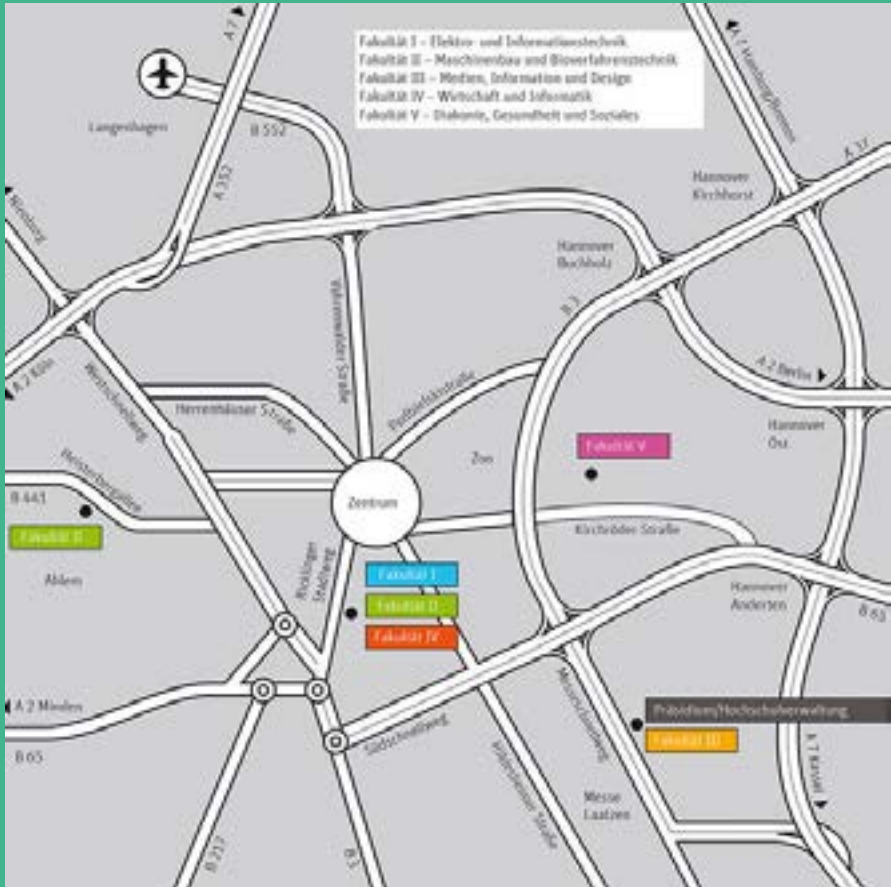 A 7
Fakultät I – Elektro- und Informationstechnik
Fakultät II – Maschinenbau und Bioverfahrenstechnik
Fakultät III – Medien, Information und Design
Fakultät IV – Wirtschaft und Informatik
Fakultät V – Diakonie, Gesundheit und Soziales
A 7 Hamburg/Bremen
Langenhagen
B 552
A 352
A 37
Hannover
Kirchhorst
Nienburg
Hannover
Buchholz
B 3
Vahrenwalder Straße
A 2 Köln
Westschnellweg
Podbielskistraße
A 2 Berlin
Herrenhäuser Straße
Hannover
Ost
Fakultät V
Zoo
Heisterbergallee
B 441
Zentrum
Fakultät II
Kirchröder Straße
Ahlem
Ricklinger
Stadtweg
Fakultät I
Fakultät II
Fakultät IV
Hannover
Anderten
B 65
A 2 Minden
B 65
Südschnellweg
Messeschnellweg
Präsidium/Hochschulverwaltung
Fakultät III
Hildesheimer Straße
A 7 Kassel
Messe
Laatzen
B 217
B 3